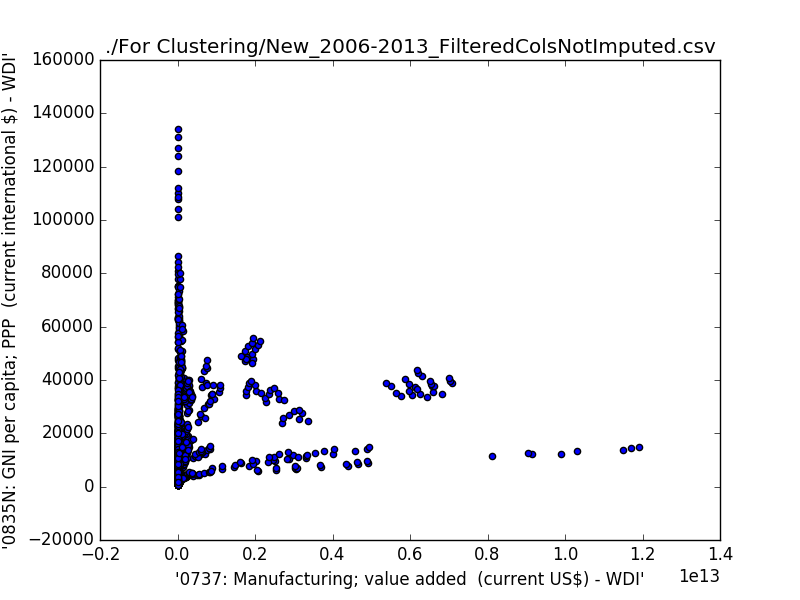 ./For Clustering/New_2006-2013_FilteredColsNotImputed.csv
160000
140000
120000
100000
80000
60000
40000
20000
0
−20000
−0.2 0.0 0.2 0.4 0.6 0.8 1.0 1.2 1.4
1e13
'0737: Manufacturing; value added (current US$) - WDI'
'0835N: GNI per capita; PPP (current international $) - WDI'